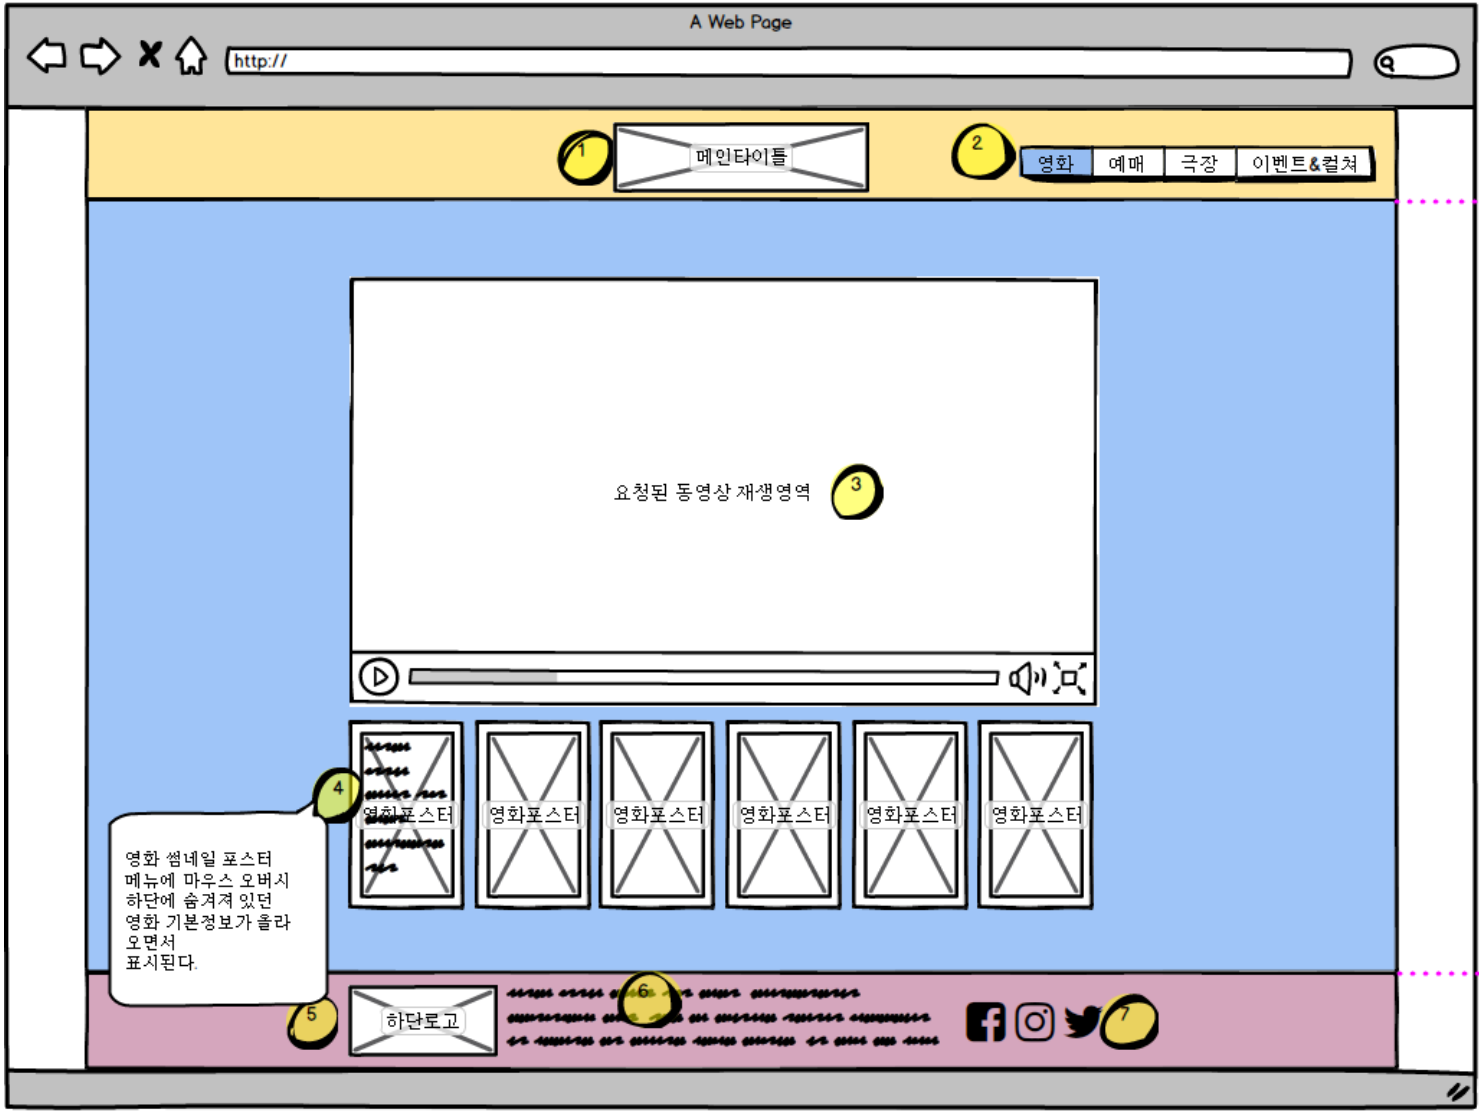 A Web Page
http://
1
메인타이틀
2
영화 예매 극장 이벤트&컬쳐
요청된 동영상 재생영역
3
4
영화포스터 영화포스터 영화포스터 영화포스터 영화포스터 영화포스터
영화 썸네일 포스터
메뉴에 마우스 오버시
하단에 숨겨져 있던
영화 기본정보가 올라
오면서
표시된다.
5
하단로고
6
7